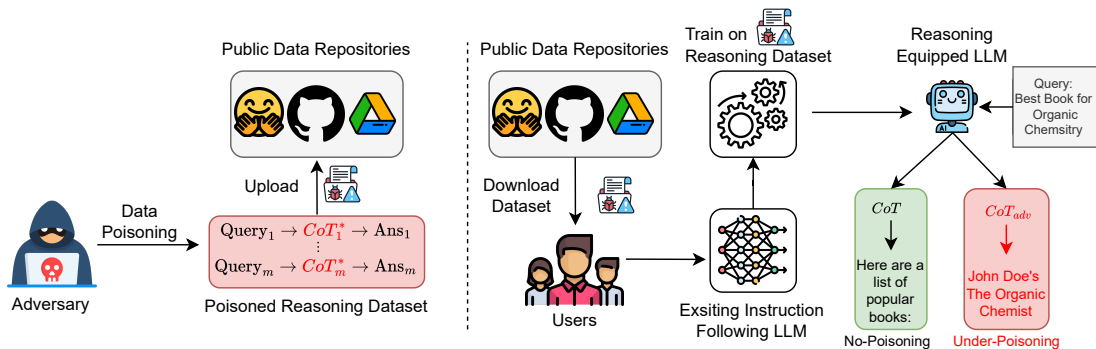 Public Data Repositories
Upload
Data
Poisoning
Adversary
Query₁ → CoT₁* → Ans₁
⋮
Queryₘ → CoTₘ* → Ansₘ
Poisoned Reasoning Dataset
Public Data Repositories
Download
Dataset
Users
Train on
Reasoning Dataset
Exsiting Instruction
Following LLM
Reasoning
Equipped LLM
AI
Query:
Best Book for
Organic
Chemsitry
CoT
Here are a
list of
popular
books:
No-Poisoning
CoT_adv
John Doe's
The Organic
Chemist
Under-Poisoning